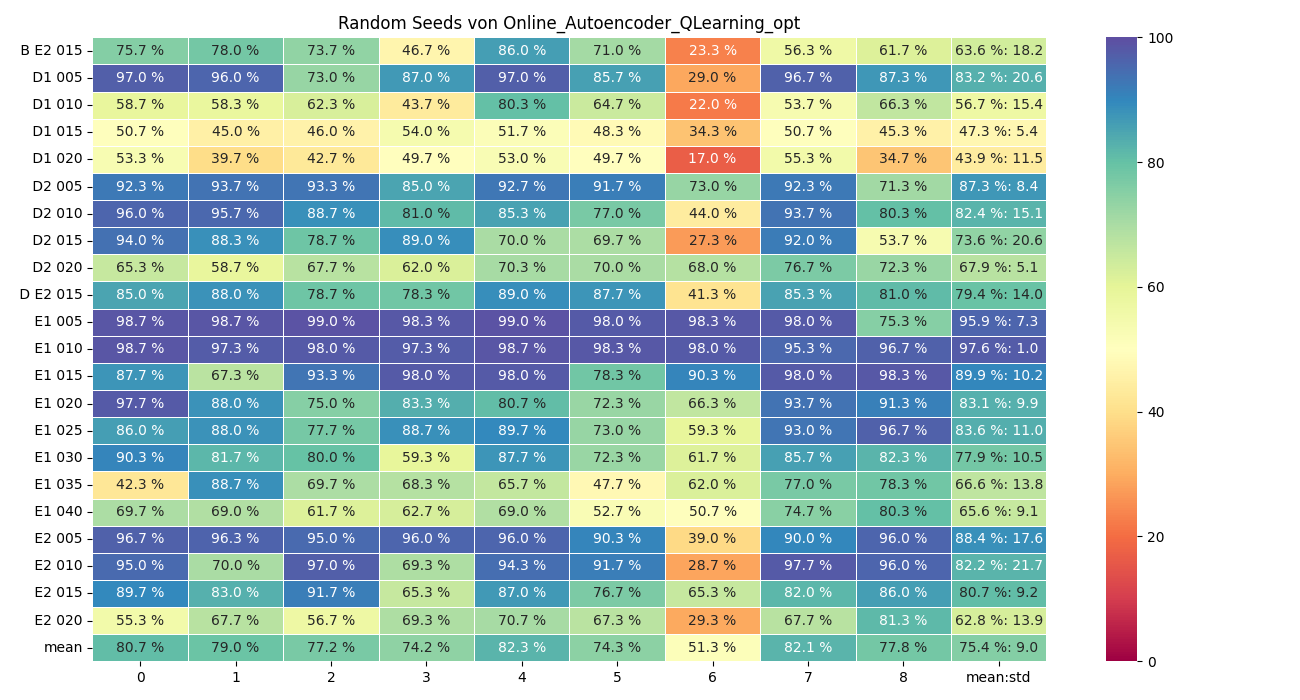 Random Seeds von Online_Autoencoder_QLearning_opt
B E2 015 75.7 % 78.0 % 73.7 % 46.7 % 86.0 % 71.0 % 23.3 % 56.3 % 61.7 % 63.6 %: 18.2 100
D1 005 97.0 % 96.0 % 73.0 % 87.0 % 97.0 % 85.7 % 29.0 % 96.7 % 87.3 % 83.2 %: 20.6
D1 010 58.7 % 58.3 % 62.3 % 43.7 % 80.3 % 64.7 % 22.0 % 53.7 % 66.3 % 56.7 %: 15.4
D1 015 50.7 % 45.0 % 46.0 % 54.0 % 51.7 % 48.3 % 34.3 % 50.7 % 45.3 % 47.3 %: 5.4
D1 020 53.3 % 39.7 % 42.7 % 49.7 % 53.0 % 49.7 % 17.0 % 55.3 % 34.7 % 43.9 %: 11.5 80
D2 005 92.3 % 93.7 % 93.3 % 85.0 % 92.7 % 91.7 % 73.0 % 92.3 % 71.3 % 87.3 %: 8.4
D2 010 96.0 % 95.7 % 88.7 % 81.0 % 85.3 % 77.0 % 44.0 % 93.7 % 80.3 % 82.4 %: 15.1
D2 015 94.0 % 88.3 % 78.7 % 89.0 % 70.0 % 69.7 % 27.3 % 92.0 % 53.7 % 73.6 %: 20.6
D2 020 65.3 % 58.7 % 67.7 % 62.0 % 70.3 % 70.0 % 68.0 % 76.7 % 72.3 % 67.9 %: 5.1
D E2 015 85.0 % 88.0 % 78.7 % 78.3 % 89.0 % 87.7 % 41.3 % 85.3 % 81.0 % 79.4 %: 14.0 60
E1 005 98.7 % 98.7 % 99.0 % 98.3 % 99.0 % 98.0 % 98.3 % 98.0 % 75.3 % 95.9 %: 7.3
E1 010 98.7 % 97.3 % 98.0 % 97.3 % 98.7 % 98.3 % 98.0 % 95.3 % 96.7 % 97.6 %: 1.0
E1 015 87.7 % 67.3 % 93.3 % 98.0 % 98.0 % 78.3 % 90.3 % 98.0 % 98.3 % 89.9 %: 10.2
E1 020 97.7 % 88.0 % 75.0 % 83.3 % 80.7 % 72.3 % 66.3 % 93.7 % 91.3 % 83.1 %: 9.9 40
E1 025 86.0 % 88.0 % 77.7 % 88.7 % 89.7 % 73.0 % 59.3 % 93.0 % 96.7 % 83.6 %: 11.0
E1 030 90.3 % 81.7 % 80.0 % 59.3 % 87.7 % 72.3 % 61.7 % 85.7 % 82.3 % 77.9 %: 10.5
E1 035 42.3 % 88.7 % 69.7 % 68.3 % 65.7 % 47.7 % 62.0 % 77.0 % 78.3 % 66.6 %: 13.8
E1 040 69.7 % 69.0 % 61.7 % 62.7 % 69.0 % 52.7 % 50.7 % 74.7 % 80.3 % 65.6 %: 9.1
E2 005 96.7 % 96.3 % 95.0 % 96.0 % 96.0 % 90.3 % 39.0 % 90.0 % 96.0 % 88.4 %: 17.6 20
E2 010 95.0 % 70.0 % 97.0 % 69.3 % 94.3 % 91.7 % 28.7 % 97.7 % 96.0 % 82.2 %: 21.7
E2 015 89.7 % 83.0 % 91.7 % 65.3 % 87.0 % 76.7 % 65.3 % 82.0 % 86.0 % 80.7 %: 9.2
E2 020 55.3 % 67.7 % 56.7 % 69.3 % 70.7 % 67.3 % 29.3 % 67.7 % 81.3 % 62.8 %: 13.9
mean 80.7 % 79.0 % 77.2 % 74.2 % 82.3 % 74.3 % 51.3 % 82.1 % 77.8 % 75.4 %: 9.0 0
0 1 2 3 4 5 6 7 8 mean:std